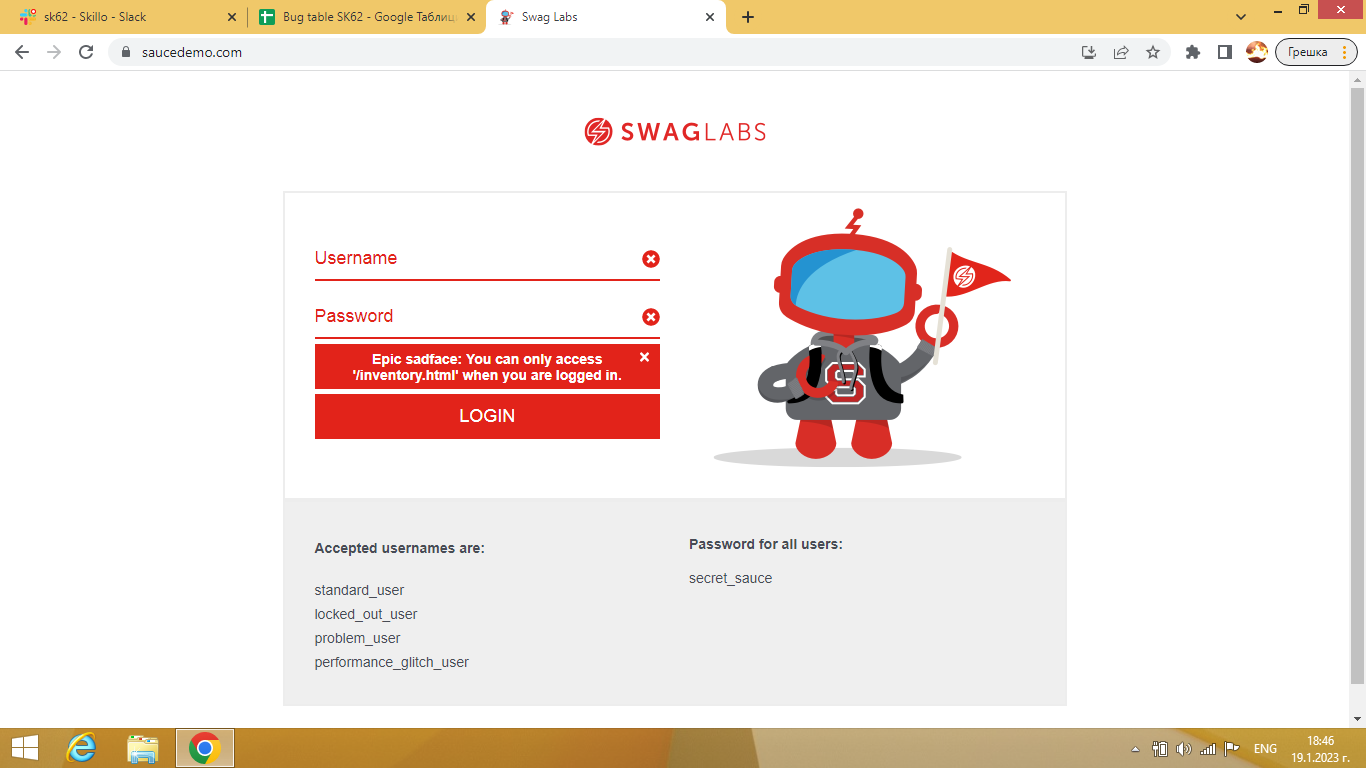 sk62 - Skillo - Slack
Bug table SK62 - Google Таблиц
Swag Labs
saucedemo.com
Грешка
SWAGLABS
Username
Password
Epic sadface: You can only access
'/inventory.html' when you are logged in.
LOGIN
S
Accepted usernames are:
standard_user
locked_out_user
problem_user
performance_glitch_user
Password for all users:
secret_sauce
ENG
18:46
19.1.2023 г.